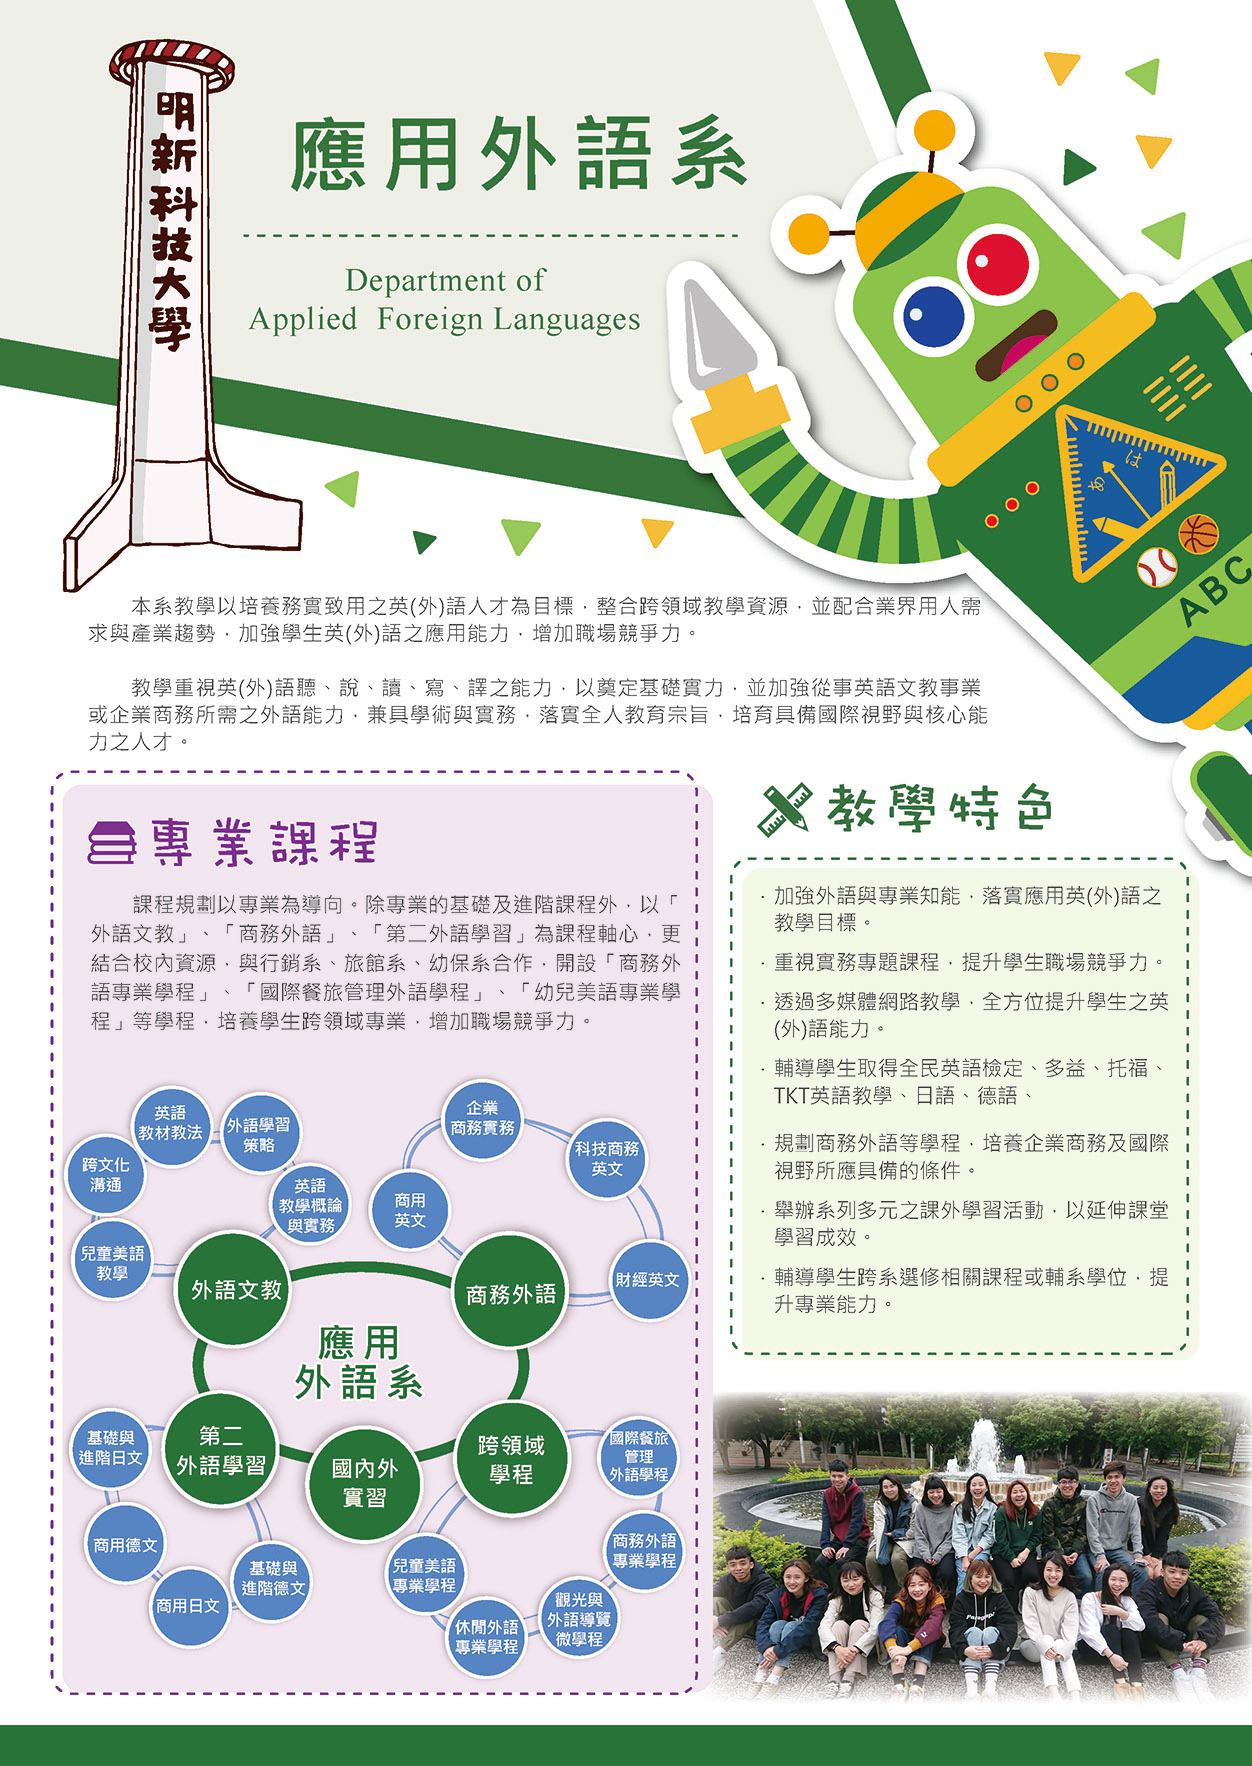 明新科技大學
應用外語系
Department of
Applied Foreign Languages
あ
は
ABC
本系教學以培養務實致用之英(外)語人才為目標，整合跨領域教學資源，並配合業界用人需
求與產業趨勢，加強學生英(外)語之應用能力，增加職場競爭力。
教學重視英(外)語聽、說、讀、寫、譯之能力，以奠定基礎實力，並加強從事英語文教事業
或企業商務所需之外語能力，兼具學術與實務，落實全人教育宗旨，培育具備國際視野與核心能
力之人才。
專業課程
課程規劃以專業為導向。除專業的基礎及進階課程外，以「
外語文教」、「商務外語」、「第二外語學習」為課程軸心，更
結合校內資源，與行銷系、旅館系、幼保系合作，開設「商務外
語專業學程」、「國際餐旅管理外語學程」、「幼兒美語專業學
程」等學程，培養學生跨領域專業，增加職場競爭力。
英語
教材教法
外語學習
策略
跨文化
溝通
英語
教學概論
與實務
兒童美語
教學
外語文教
企業
商務實務
科技商務
英文
商用
英文
財經英文
商務外語
應用
外語系
第二
外語學習
國內外
實習
跨領域
學程
基礎與
進階日文
商用德文
商用日文
基礎與
進階德文
國際餐旅
管理
外語學程
商務外語
專業學程
兒童美語
專業學程
觀光與
外語導覽
微學程
休閒外語
專業學程
教學特色
·加強外語與專業知能，落實應用英(外)語之
教學目標。
·重視實務專題課程，提升學生職場競爭力。
·透過多媒體網路教學，全方位提升學生之英
(外)語能力。
·輔導學生取得全民英語檢定、多益、托福、
TKT英語教學、日語、德語、
·規劃商務外語等學程，培養企業商務及國際
視野所應具備的條件。
·舉辦系列多元之課外學習活動，以延伸課堂
學習成效。
·輔導學生跨系選修相關課程或輔系學位，提
升專業能力。